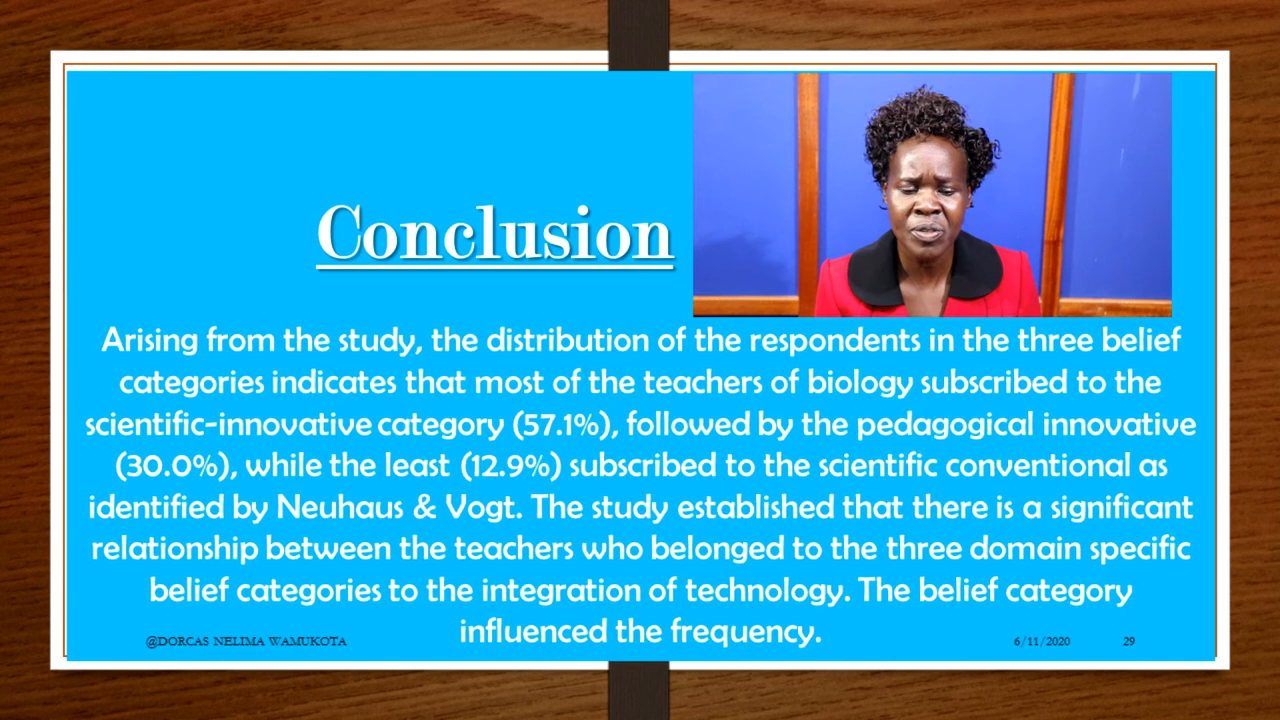 Conclusion
Arising from the study, the distribution of the respondents in the three belief
categories indicates that most of the teachers of biology subscribed to the
scientific-innovative category (57.1%), followed by the pedagogical innovative
(30.0%), while the least (12.9%) subscribed to the scientific conventional as
identified by Neuhaus & Vogt. The study established that there is a significant
relationship between the teachers who belonged to the three domain specific
belief categories to the integration of technology. The belief category
influenced the frequency.
@DORCAS NELIMA WAMUKOTA
6/11/2020
29